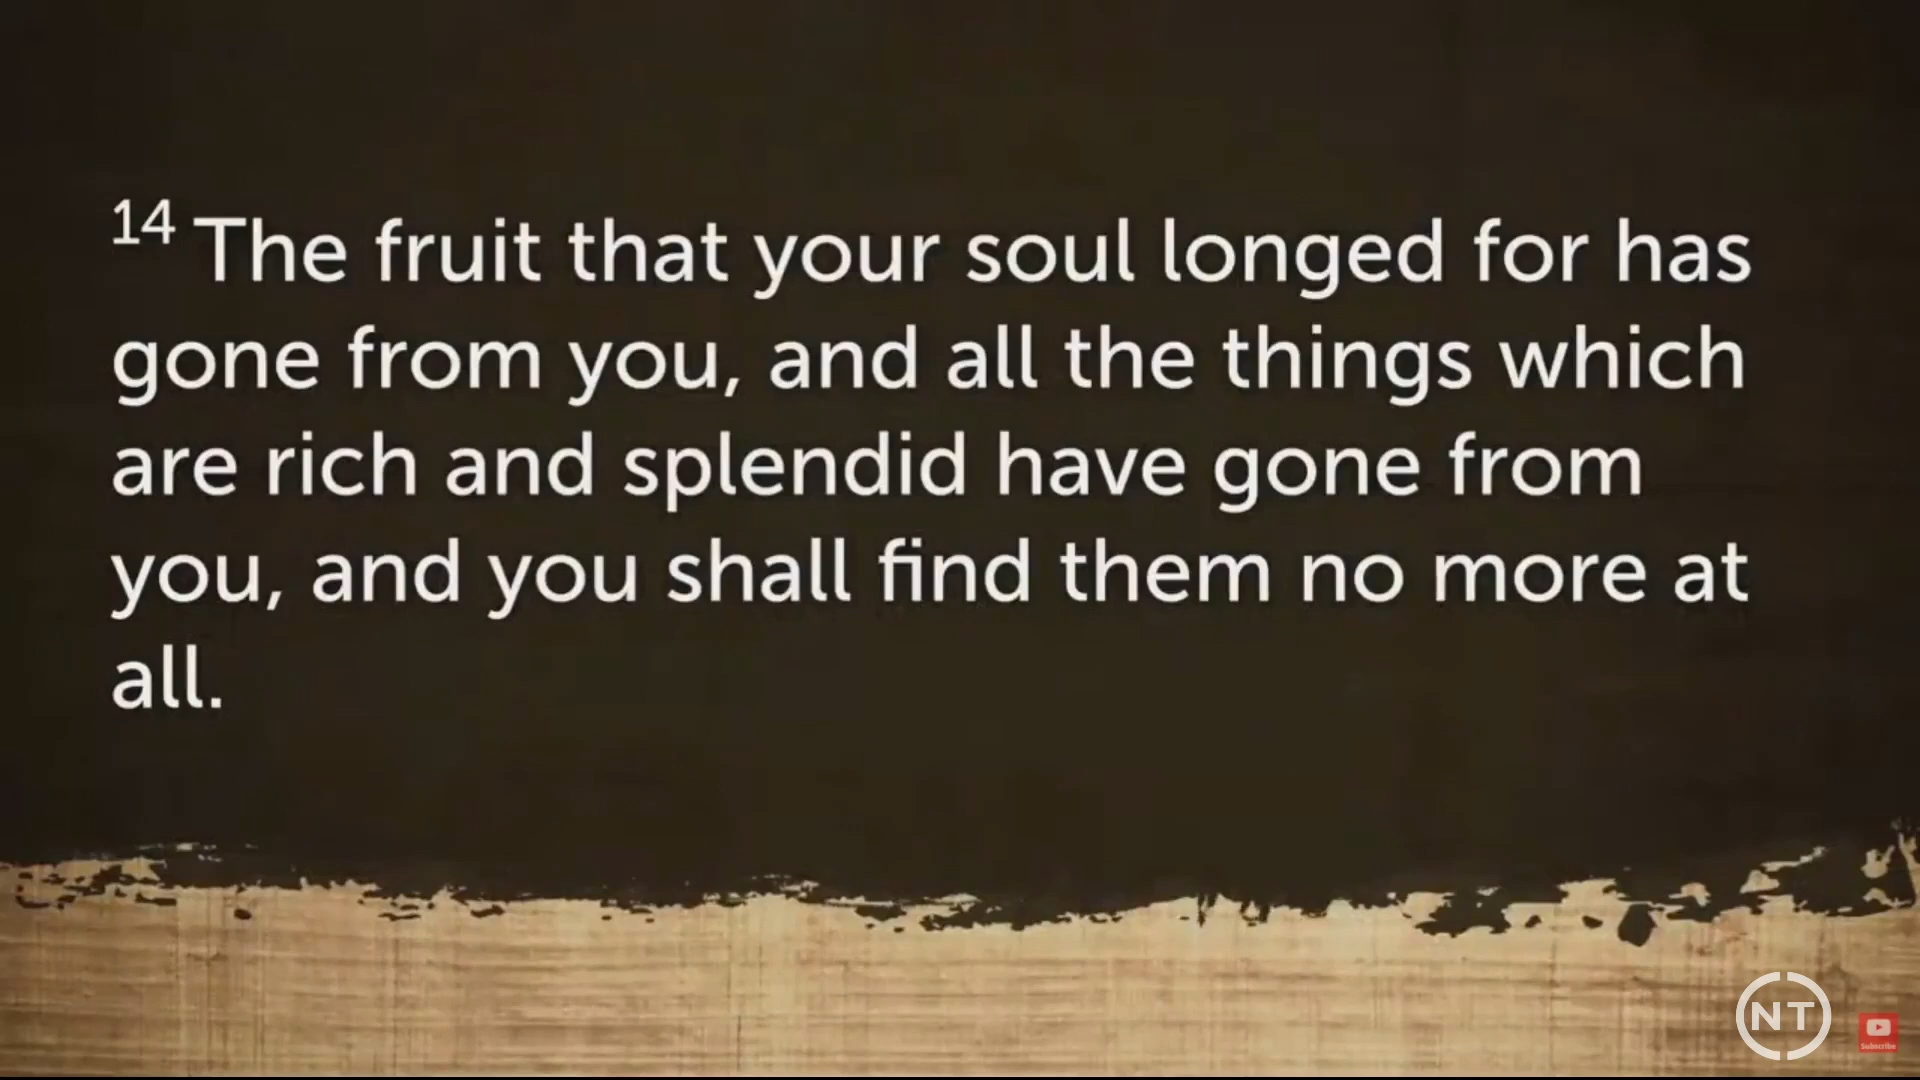 14 The fruit that your soul longed for has
gone from you, and all the things which
are rich and splendid have gone from
you, and you shall find them no more at
all.
NT
Subscribe